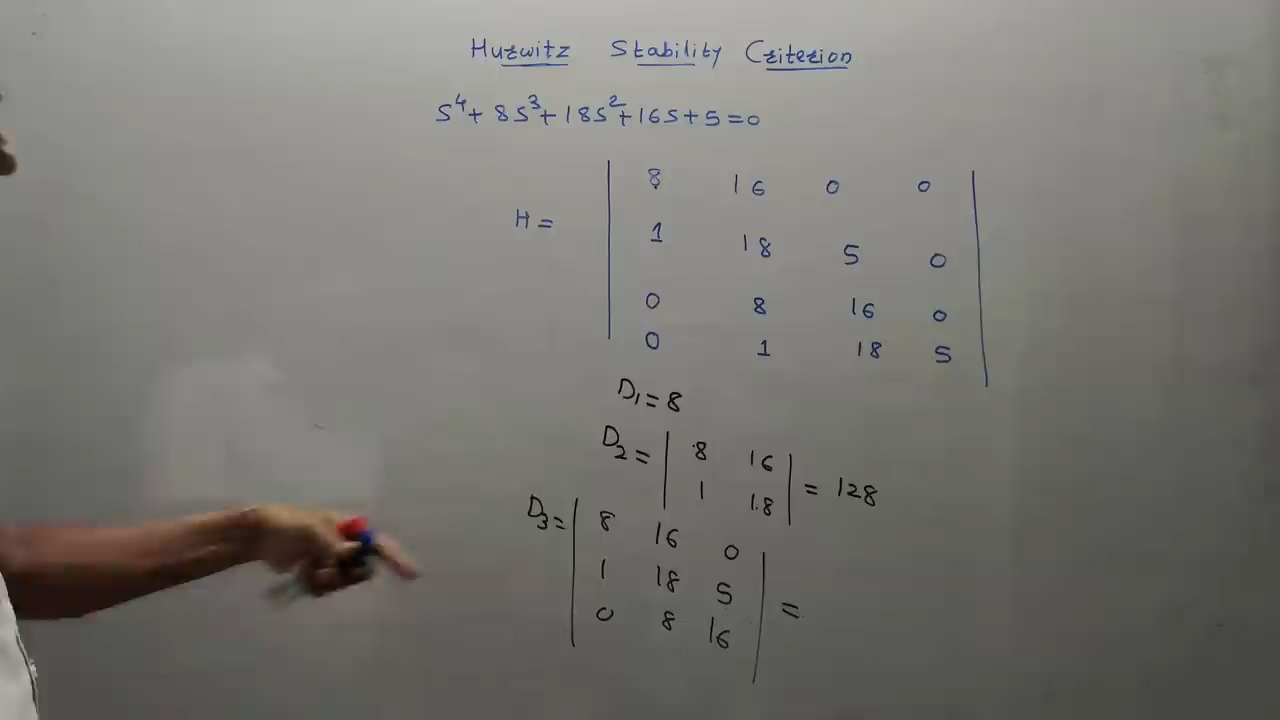 Hurwitz Stability Criterion
S⁴+ 8S³+ 18S²+16S+5=0
8 16 0 0
H =
1 18 5 0
0 8 16 0
0 1 18 5
D₁=8
D₂= | 8 16 |
| 1 18 | = 128
D₃= | 8 16 0 |
| 1 18 5 |
| 0 8 16 | =